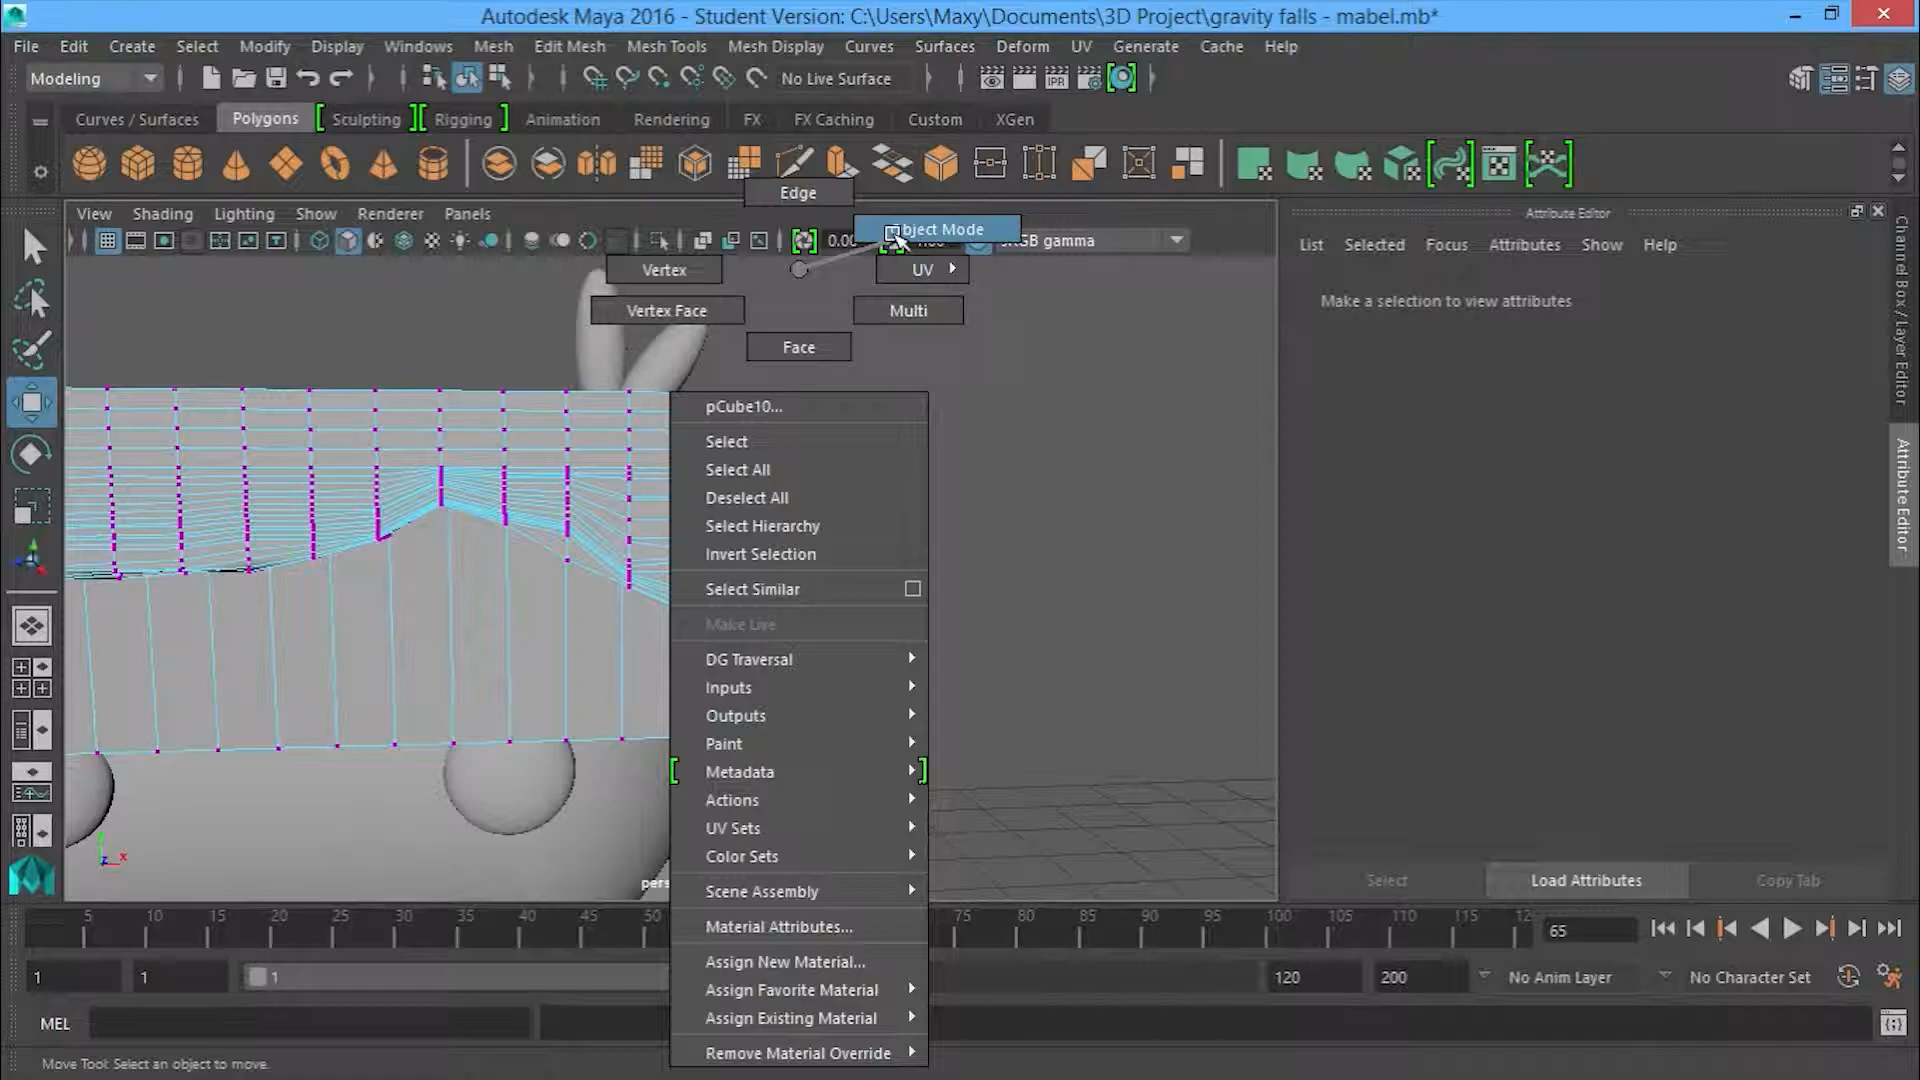 Autodesk Maya 2016 - Student Version: C:\Users\Maxy\Documents\3D Project\gravity falls - mabel.mb*
File Edit Create Select Modify Display Windows Mesh Edit Mesh Mesh Tools Mesh Display Curves Surfaces Deform UV Generate Cache Help
Modeling No Live Surface IPR
Curves / Surfaces Polygons Sculpting Rigging Animation Rendering FX FX Caching Custom XGen
Edge
View Shading Lighting Show Renderer Panels
Object Mode
0.00 gamma
Vertex UV
Vertex Face Multi
Face
pCube10...
Select
Select All
Deselect All
Select Hierarchy
Invert Selection
Select Similar
Make Live
DG Traversal
Inputs
Outputs
Paint
Metadata
Actions
UV Sets
Color Sets
Scene Assembly
Material Attributes...
Assign New Material...
Assign Favorite Material
Assign Existing Material
Remove Material Override
x
z
pers
Attribute Editor
List Selected Focus Attributes Show Help
Make a selection to view attributes
Select Load Attributes Copy Tab
Channel Box / Layer Editor
Attribute Editor
5 10 15 20 25 30 35 40 45 50 75 80 85 90 95 100 105 110 115 12
65
1 1 1 120 200 No Anim Layer No Character Set
MEL
Move Tool: Select an object to move.